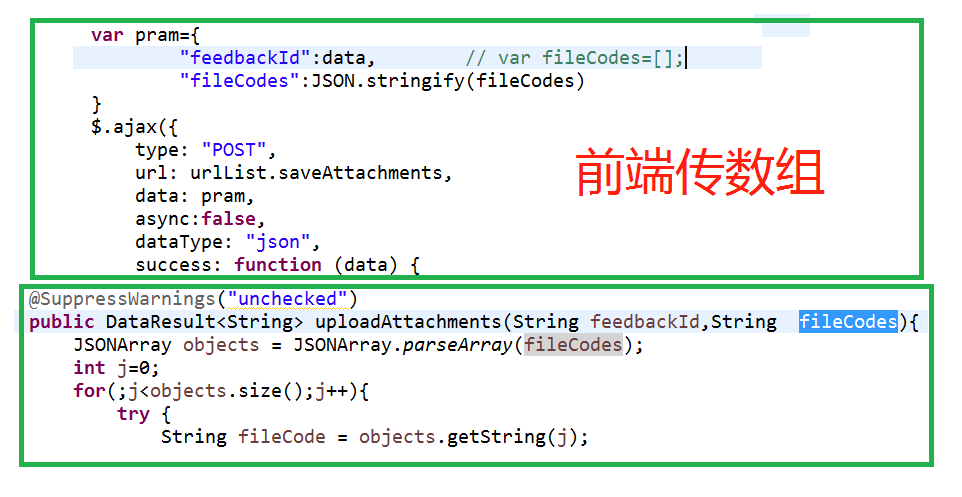 var pram={
"feedbackId":data, // var fileCodes=[];
"fileCodes":JSON.stringify(fileCodes)
}
$.ajax({
type: "POST",
url: urlList.saveAttachments,
data: pram,
async:false,
dataType: "json",
success: function (data) {
前端传数组
@SuppressWarnings("unchecked")
public DataResult<String> uploadAttachments(String feedbackId,String fileCodes){
JSONArray objects = JSONArray.parseArray(fileCodes);
int j=0;
for(;j<objects.size();j++){
try {
String fileCode = objects.getString(j);